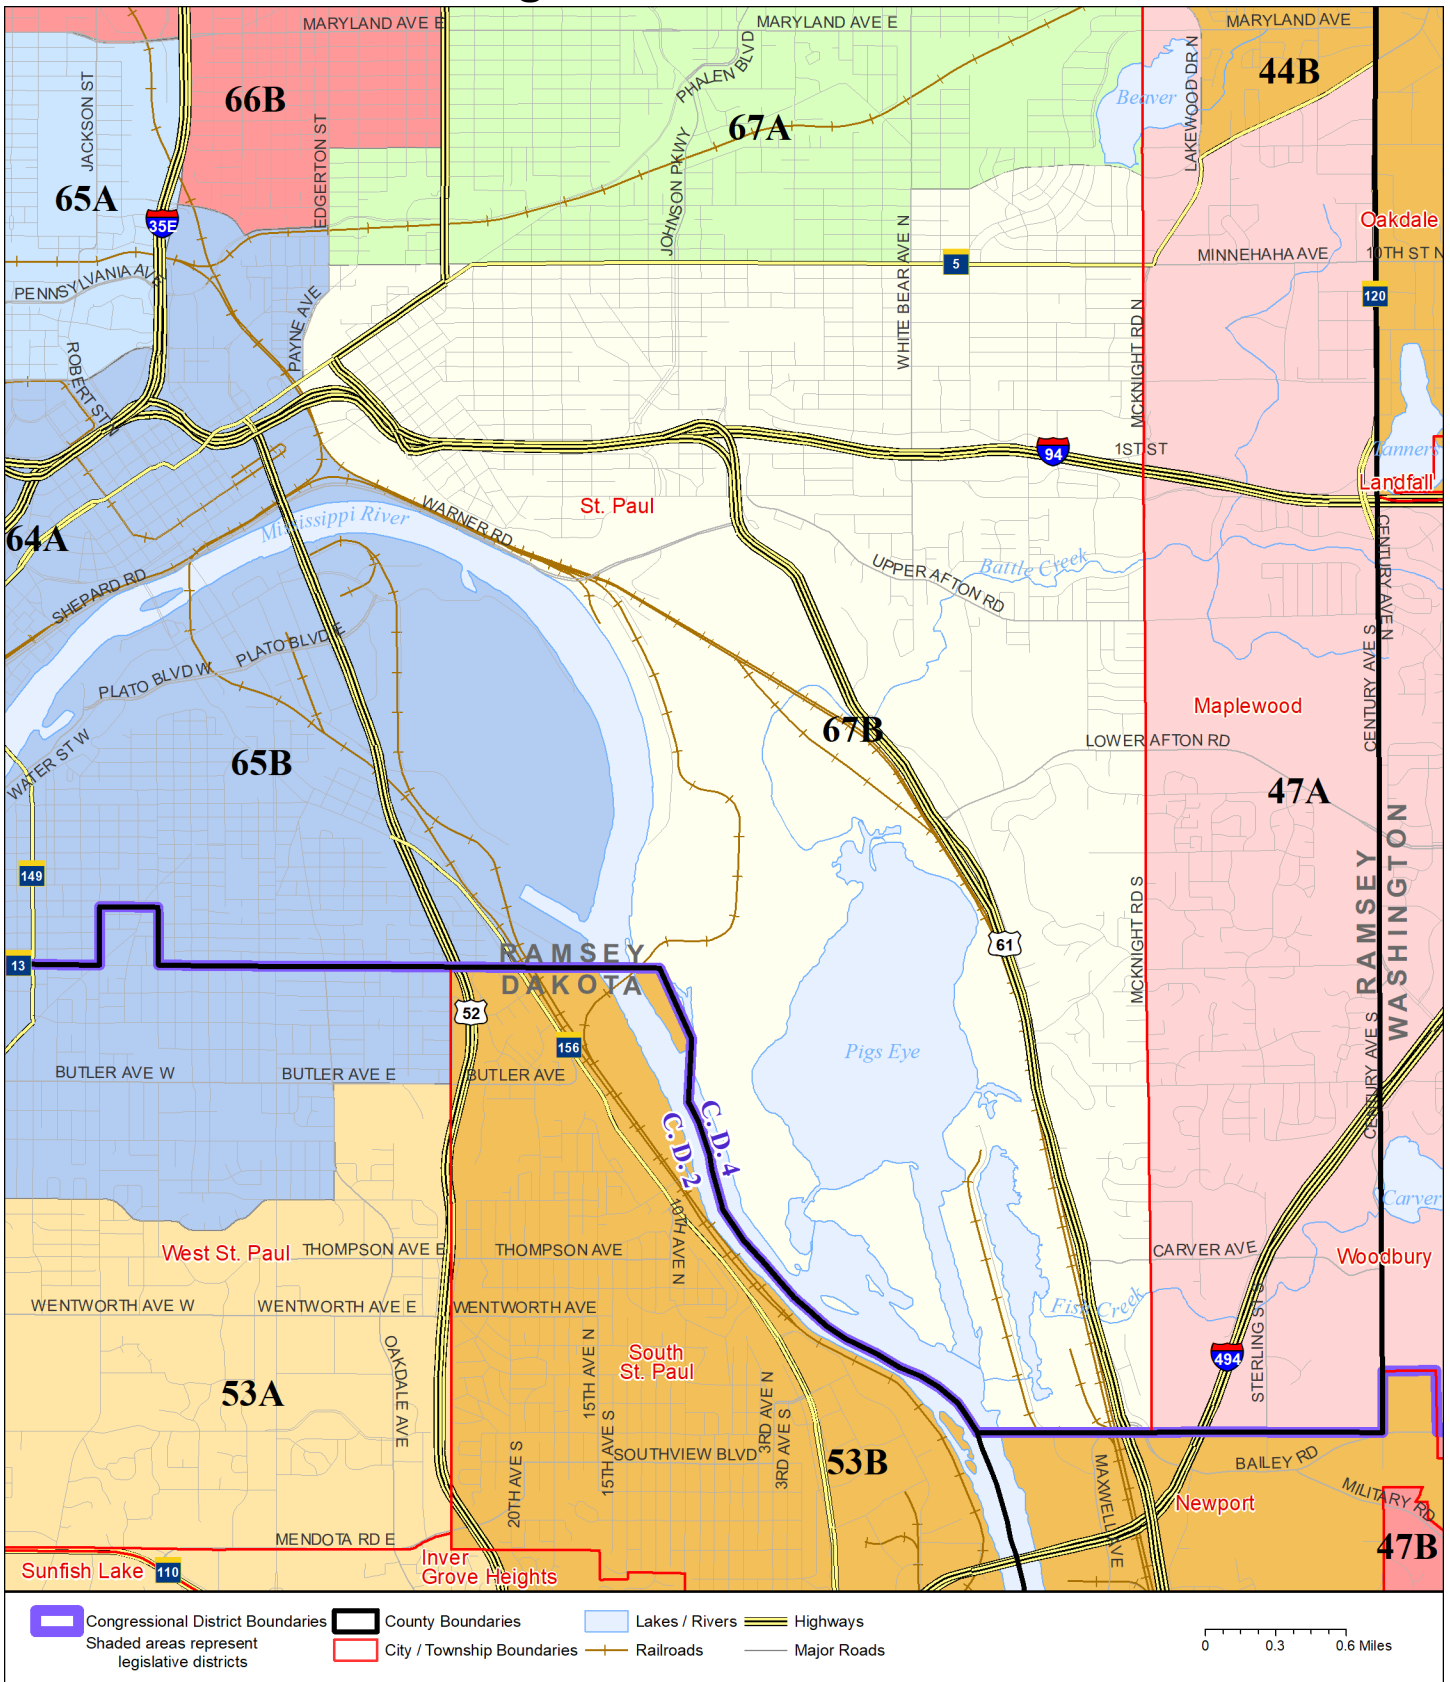 MARYLAND AVE E
MARYLAND AVE E
MARYLAND AVE
66B
67A
44B
65A
JACKSON ST
EDGERTON ST
PHALEN BLVD
JOHNSON PKWY
Beaver
LAKEWOOD DR N
35E
Oakdale
PENNSYLVANIA AVE
PAYNE AVE
WHITE BEAR AVE N
5
MINNEHAHA AVE
10TH ST N
120
MCKNIGHT RD N
ROBERT ST N
94
1ST ST
Tanners
Landfall
64A
Mississippi River
WARNER RD
St. Paul
SHEPARD RD
UPPER AFTON RD
Battle Creek
CENTURY AVE N
PLATO BLVD W
PLATO BLVD E
CENTURY AVE S
Maplewood
65B
67B
LOWER AFTON RD
WATER ST W
47A
149
RAMSEY
WASHINGTON
MCKNIGHT RD S
61
13
RAMSEY
DAKOTA
52
156
Pigs Eye
CENTURY AVE S
BUTLER AVE W
BUTLER AVE E
BUTLER AVE
C. D. 4
C. D. 2
10TH AVE N
Carver
West St. Paul
THOMPSON AVE E
THOMPSON AVE
CARVER AVE
Woodbury
WENTWORTH AVE W
WENTWORTH AVE E
WENTWORTH AVE
Fish Creek
STERLING ST S
494
OAKDALE AVE
South
St. Paul
53A
15TH AVE N
3RD AVE N
15TH AVE S
3RD AVE S
20TH AVE S
SOUTHVIEW BLVD
53B
MAXWELL AVE
BAILEY RD
MILITARY RD
Newport
47B
MENDOTA RD E
Sunfish Lake
110
Inver
Grove Heights
Congressional District Boundaries
County Boundaries
Lakes / Rivers
Highways
Shaded areas represent
legislative districts
City / Township Boundaries
Railroads
Major Roads
0 0.3 0.6 Miles